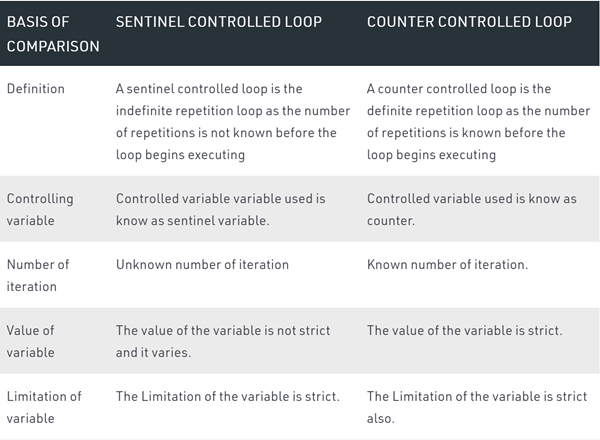 BASIS OF COMPARISON SENTINEL CONTROLLED LOOP COUNTER CONTROLLED LOOP
Definition
A sentinel controlled loop is the
indefinite repetition loop as the number
of repetitions is not known before the
loop begins executing
A counter controlled loop is the
definite repetition loop as the number
of repetitions is known before the
loop begins executing
Controlling
variable
Controlled variable variable used is
know as sentinel variable.
Controlled variable used is know as
counter.
Number of
iteration
Unknown number of iteration
Known number of iteration.
Value of
variable
The value of the variable is not strict
and it varies.
The value of the variable is strict.
Limitation of
variable
The Limitation of the variable is strict.
The Limitation of the variable is strict
also.